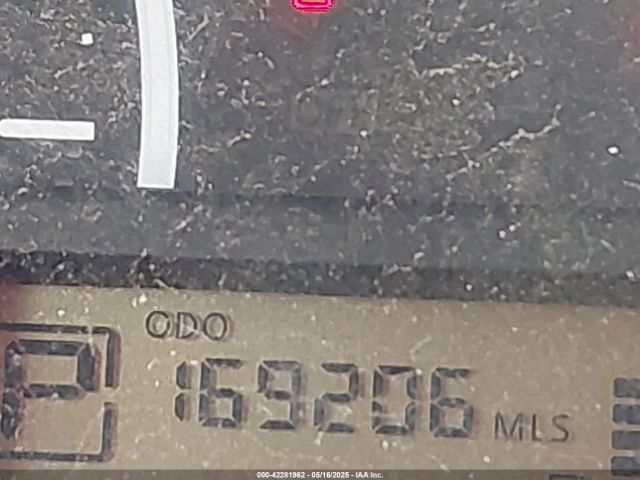 ODO
P
169206 MLS
000-42281962 - 05/16/2025 - IAA Inc.